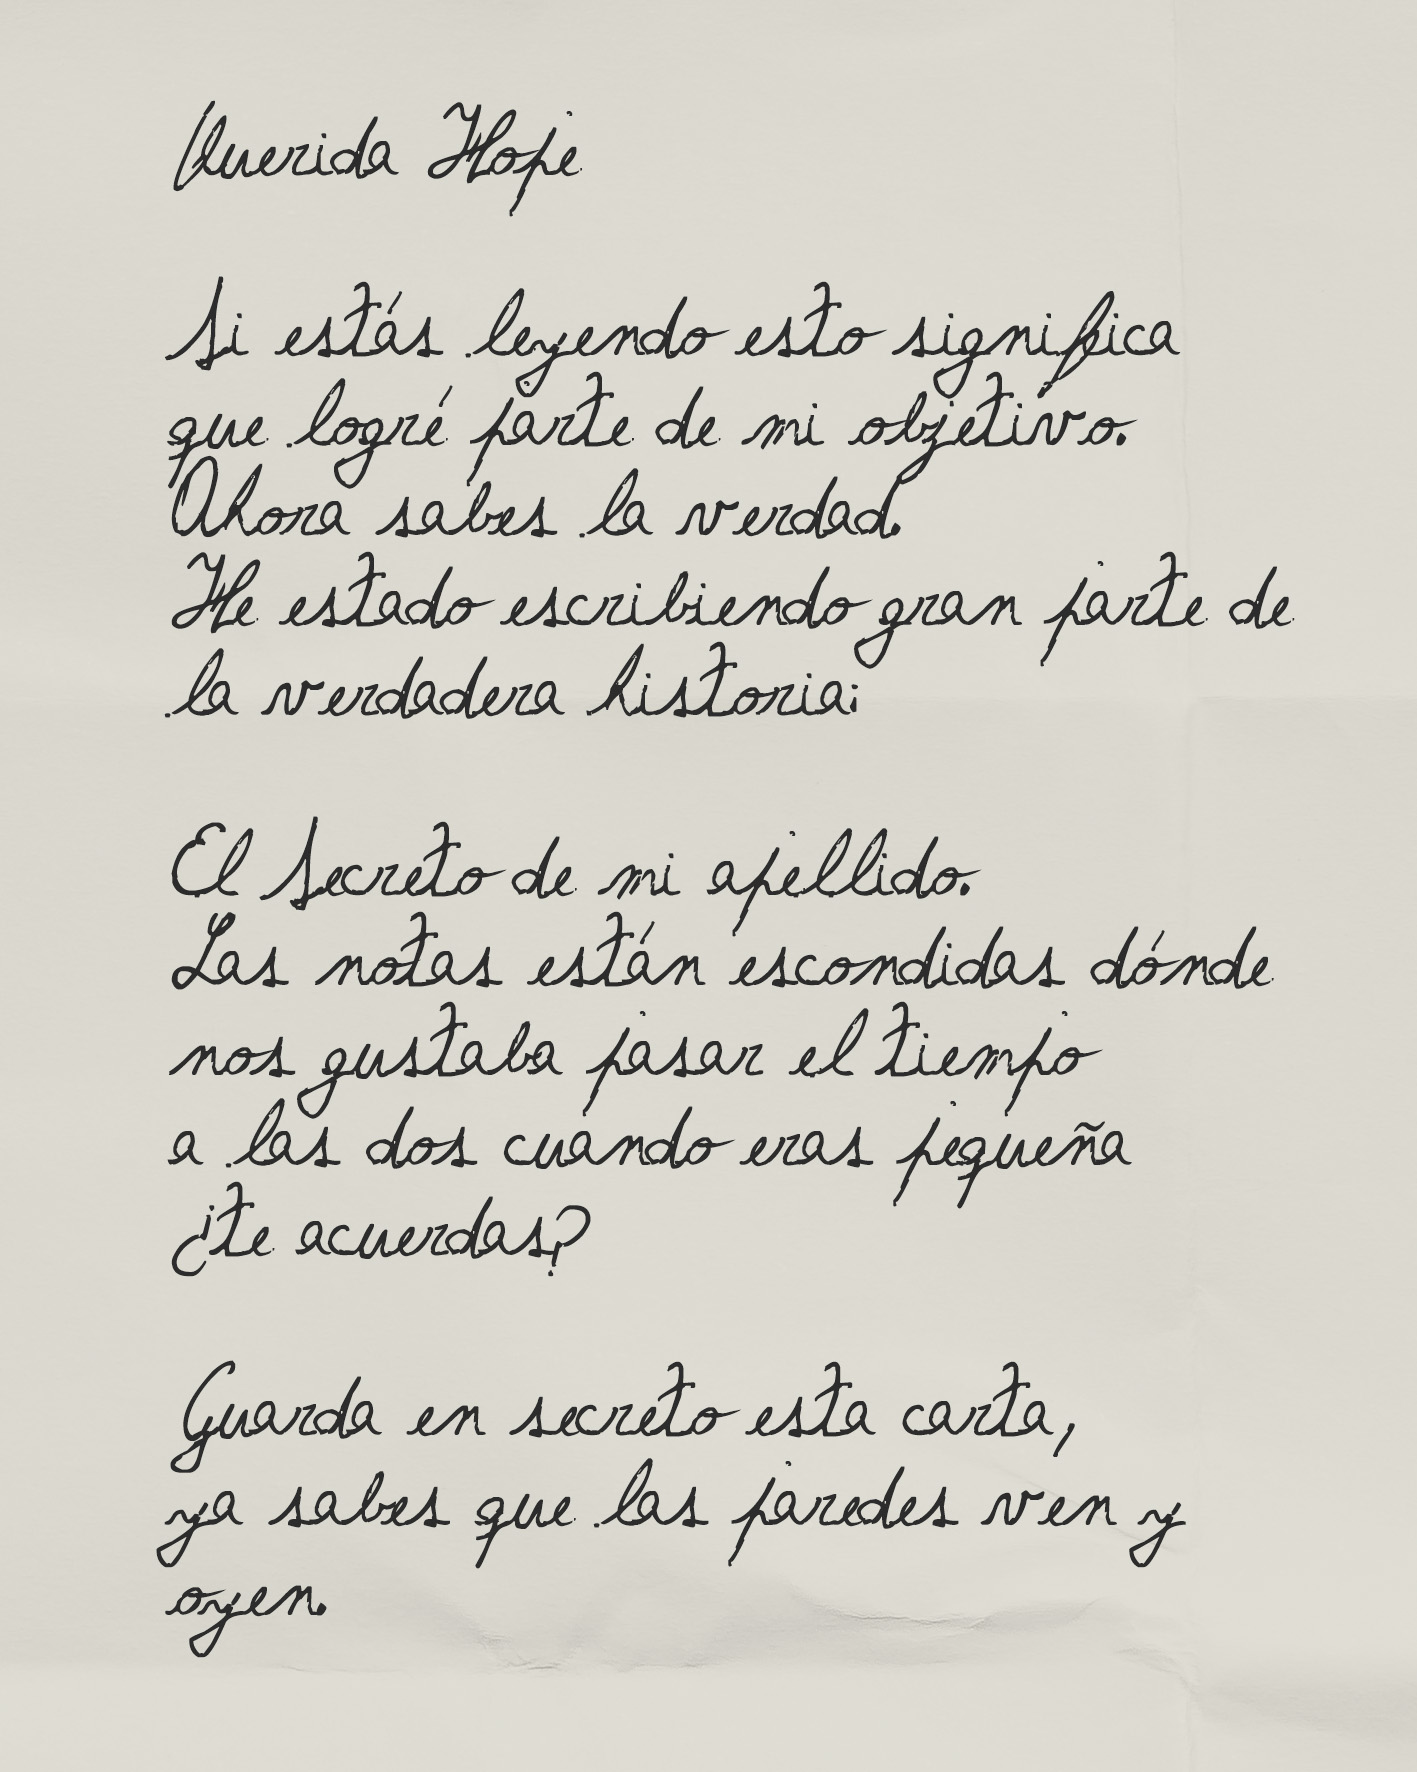 Querida Hope
Si estás leyendo esto significa
que logré parte de mi objetivo.
Ahora sabes la verdad.
He estado escribiendo gran parte de
la verdadera historia:
El Secreto de mi apellido.
Las notas están escondidas dónde
nos gustaba pasar el tiempo
a las dos cuando eras pequeña
¿te acuerdas?
Guarda en secreto esta carta,
ya sabes que las paredes ven y
oyen.